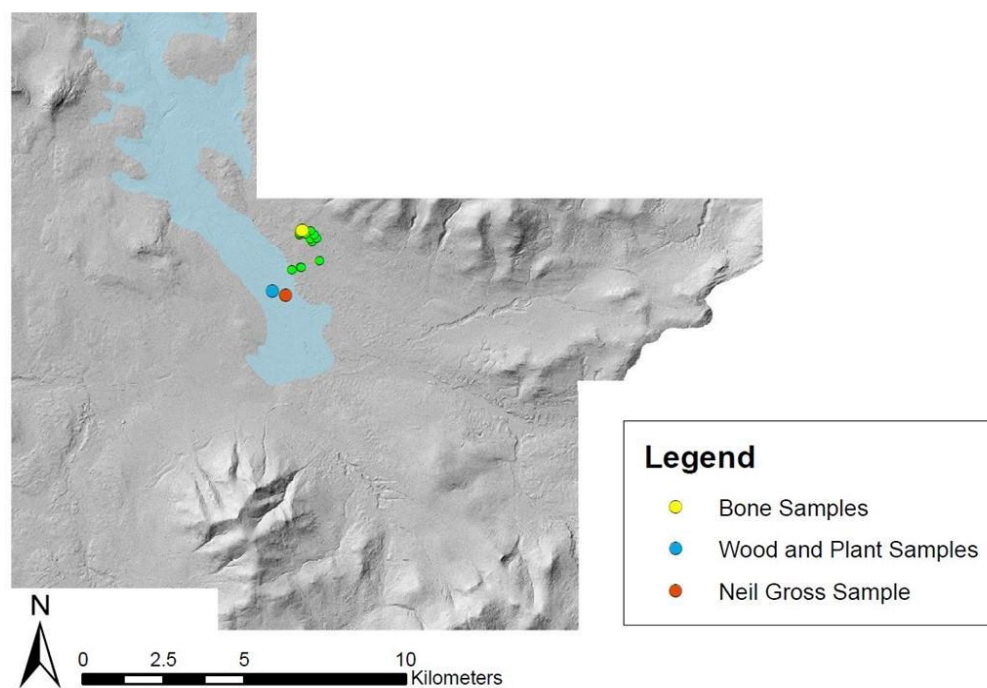 Legend
Bone Samples
Wood and Plant Samples
Neil Gross Sample
N
0 2.5 5 10
Kilometers